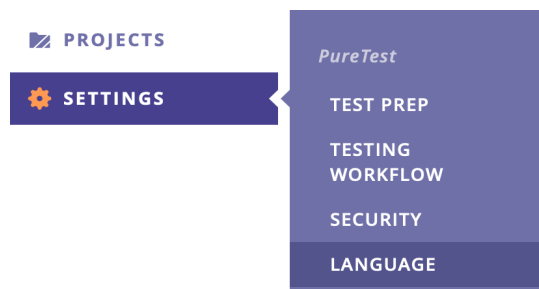 PROJECTS
SETTINGS
PureTest
TEST PREP
TESTING
WORKFLOW
SECURITY
LANGUAGE